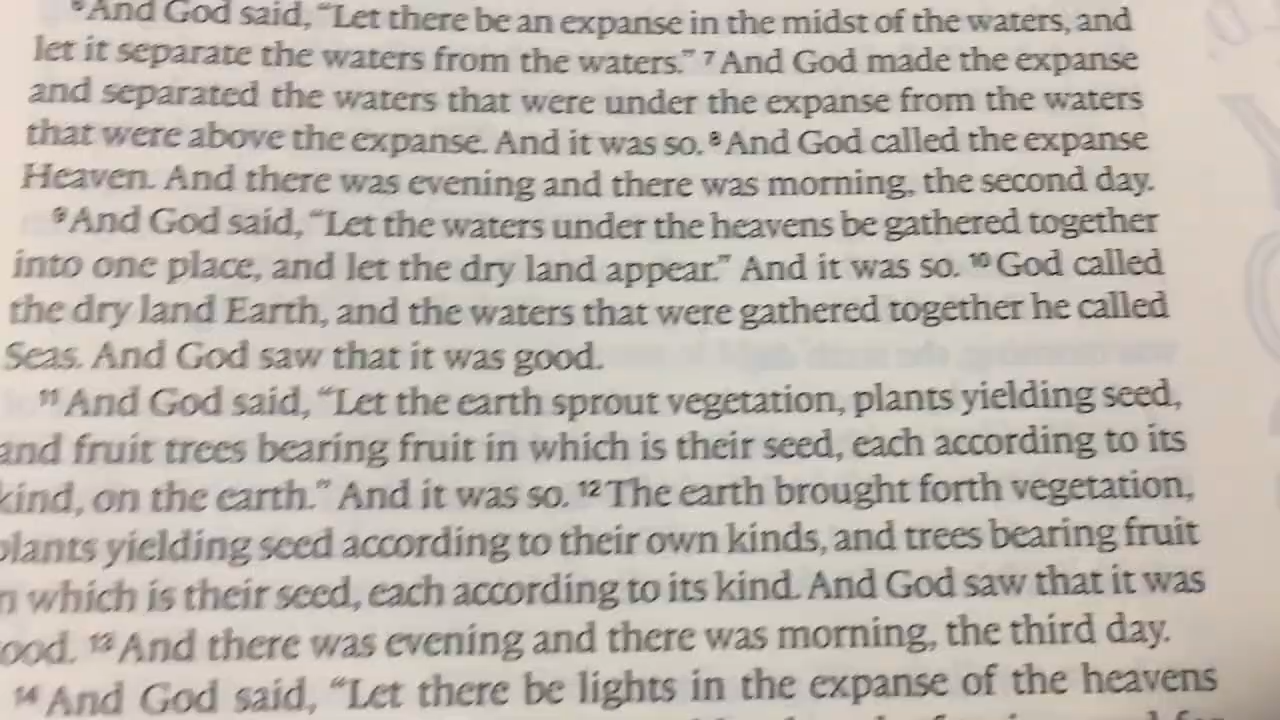 ⁶And God said, “Let there be an expanse in the midst of the waters, and
let it separate the waters from the waters.” ⁷And God made the expanse
and separated the waters that were under the expanse from the waters
that were above the expanse. And it was so. ⁸And God called the expanse
Heaven. And there was evening and there was morning, the second day.
⁹And God said, “Let the waters under the heavens be gathered together
into one place, and let the dry land appear.” And it was so. ¹⁰God called
the dry land Earth, and the waters that were gathered together he called
Seas. And God saw that it was good.
¹¹And God said, “Let the earth sprout vegetation, plants yielding seed,
and fruit trees bearing fruit in which is their seed, each according to its
kind, on the earth.” And it was so. ¹²The earth brought forth vegetation,
plants yielding seed according to their own kinds, and trees bearing fruit
n which is their seed, each according to its kind. And God saw that it was
ood. ¹³And there was evening and there was morning, the third day.
¹⁴And God said, “Let there be lights in the expanse of the heavens